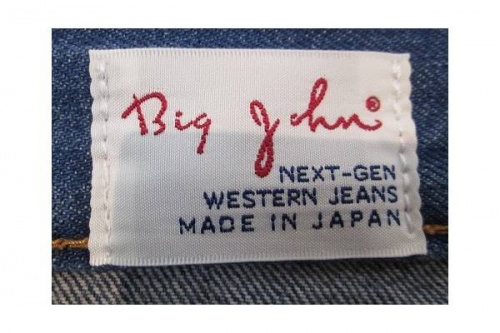 Big John®
NEXT-GEN
WESTERN JEANS
MADE IN JAPAN